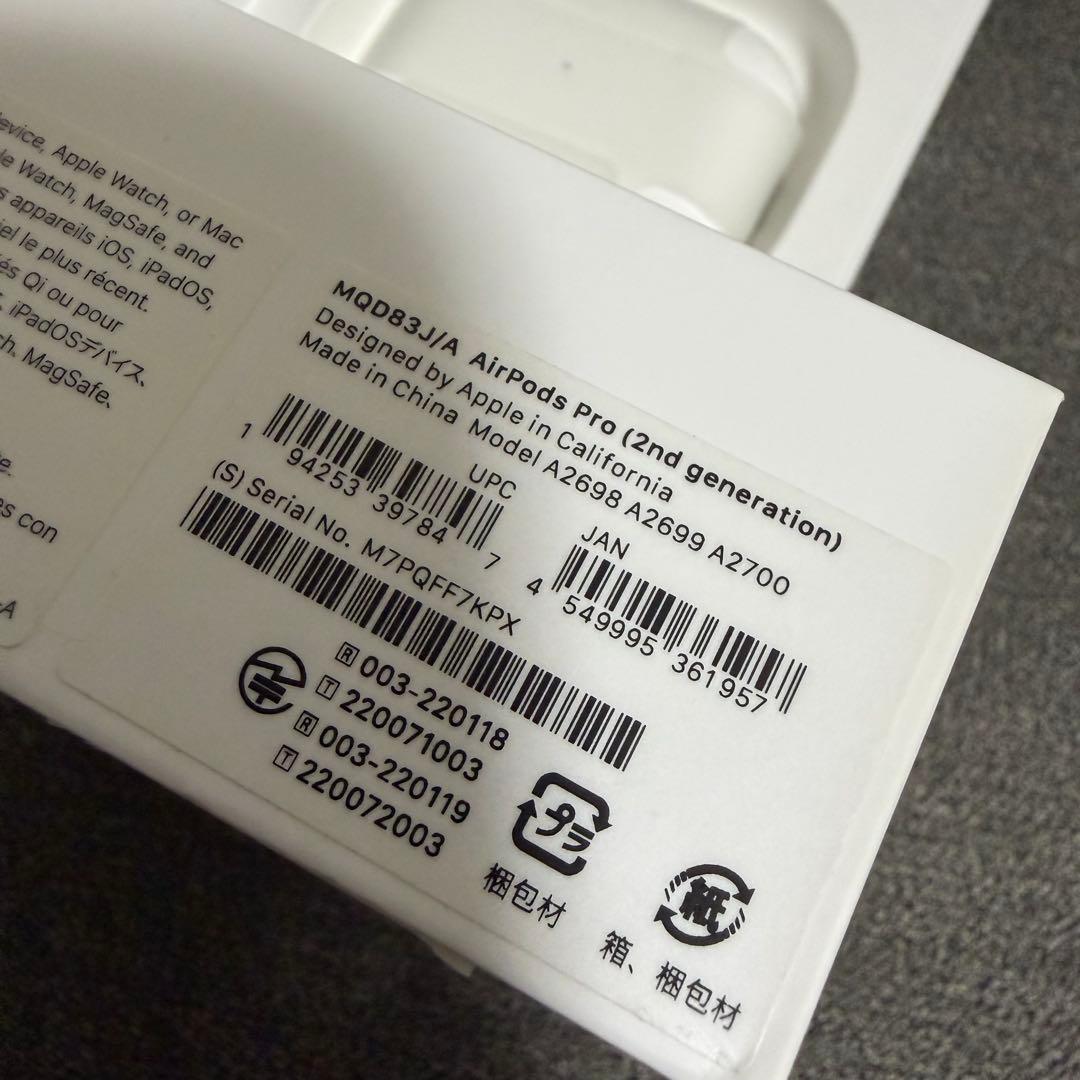 evice, Apple Watch, or Mac
le Watch, MagSafe, and
s appareils iOS, iPadOS,
iel le plus récent.
és Qi ou pour
iPadOSデバイス、
ch、MagSafe、
es con
MQD83J/A AirPods Pro (2nd generation)
Designed by Apple in California
Made in China Model A2698 A2699 A2700
UPC
1 94253 39784 7
JAN
4 549995 361957
(S) Serial No. M7PQFF7KPX
R 003-220118
T 220071003
R 003-220119
T 220072003
プラ
梱包材
紙
箱、梱包材